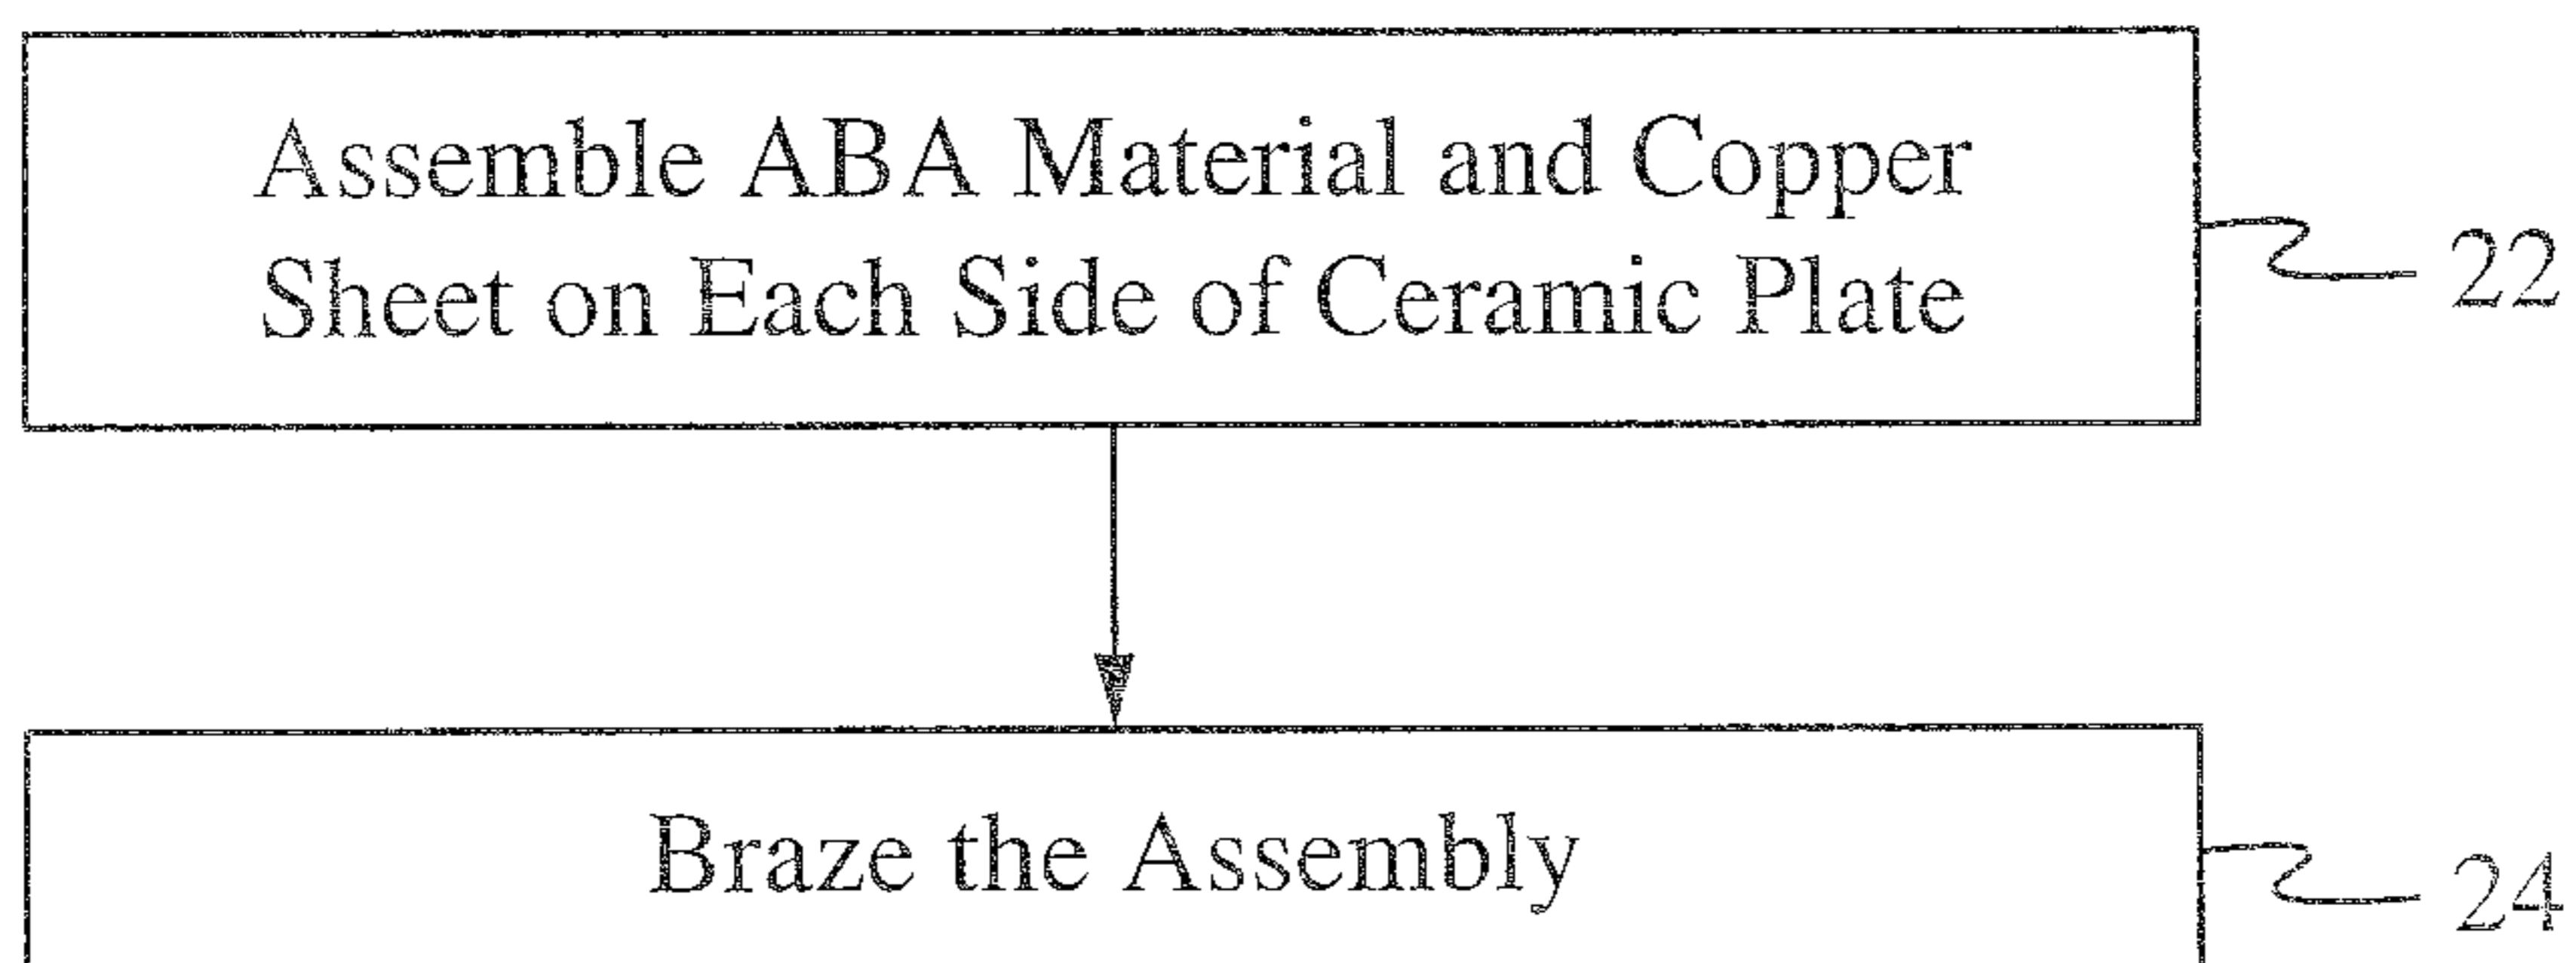 Assemble ABA Material and Copper
Sheet on Each Side of Ceramic Plate
22
Braze the Assembly
24